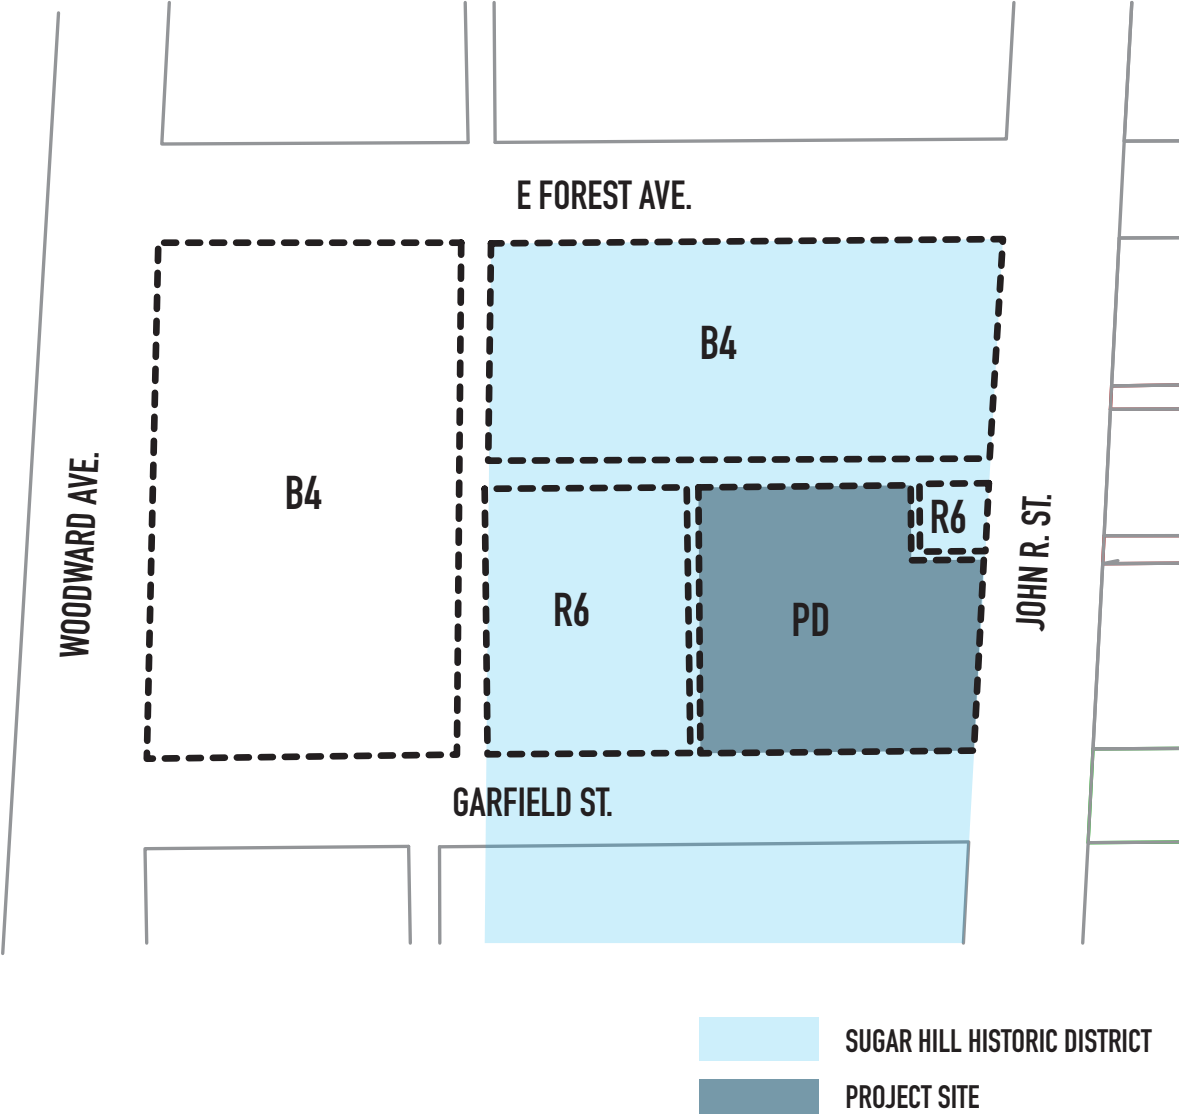 E FOREST AVE.
B4
WOODWARD AVE.
B4
R6
JOHN R. ST.
R6
PD
GARFIELD ST.
SUGAR HILL HISTORIC DISTRICT
PROJECT SITE